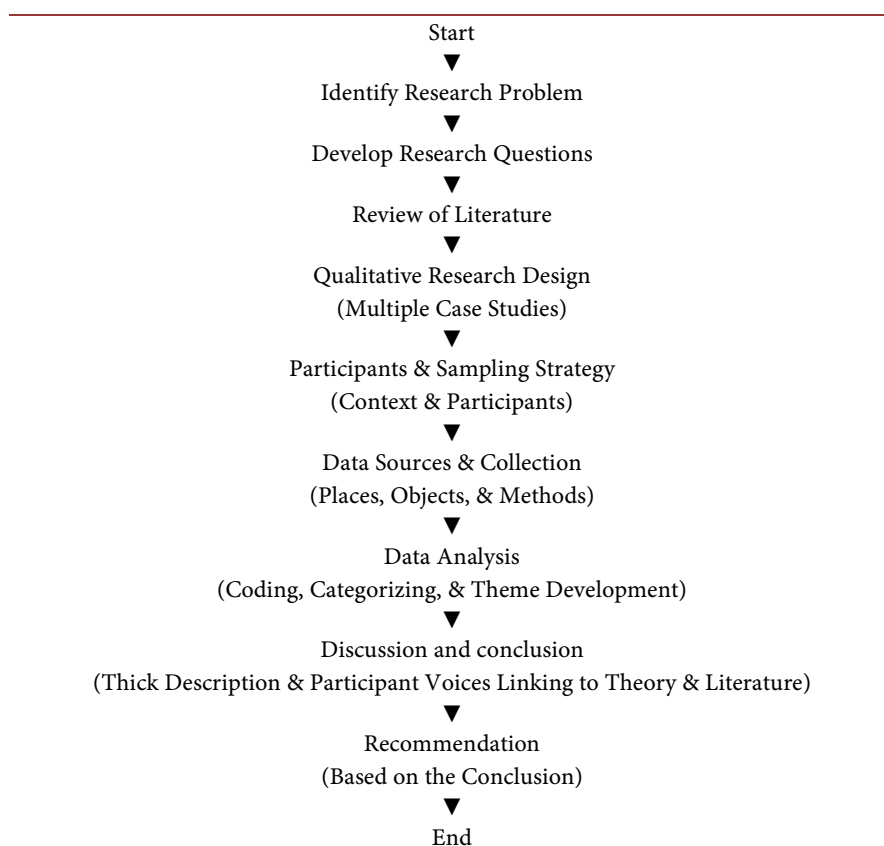 Start
▼
Identify Research Problem
▼
Develop Research Questions
▼
Review of Literature
▼
Qualitative Research Design
(Multiple Case Studies)
▼
Participants & Sampling Strategy
(Context & Participants)
▼
Data Sources & Collection
(Places, Objects, & Methods)
▼
Data Analysis
(Coding, Categorizing, & Theme Development)
▼
Discussion and conclusion
(Thick Description & Participant Voices Linking to Theory & Literature)
▼
Recommendation
(Based on the Conclusion)
▼
End